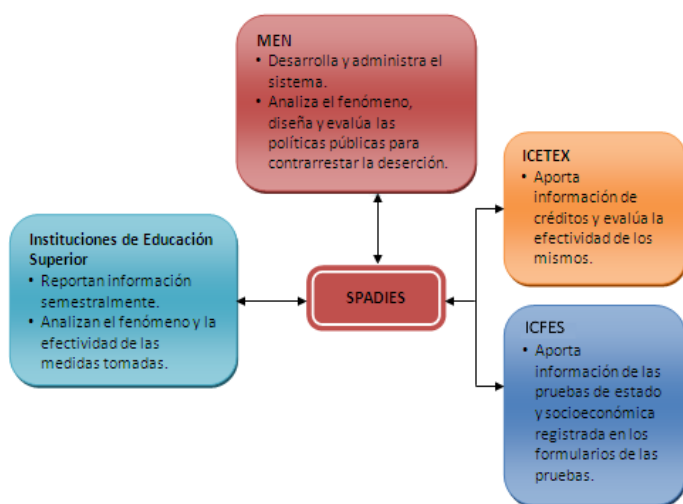 MEN
• Desarrolla y administra el
sistema.
• Analiza el fenómeno,
diseña y evalúa las
políticas públicas para
contrarrestar la deserción.
ICETEX
• Aporta
información de
créditos y evalúa la
efectividad de los
mismos.
Instituciones de Educación
Superior
• Reportan información
semestralmente.
• Analizan el fenómeno y la
efectividad de las
medidas tomadas.
SPADIES
ICFES
• Aporta
información de las
pruebas de estado
y socioeconómica
registrada en los
formularios de las
pruebas.